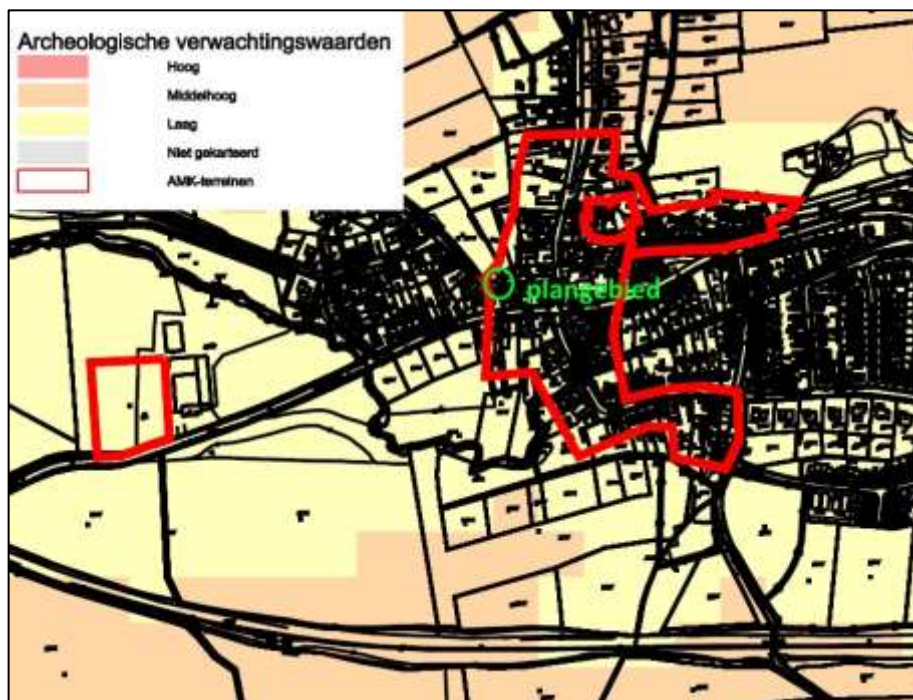 Archeologische verwachtingswaarden
Hoog
Middelhoog
Laag
Niet gekarteerd
AMK-terreinen
plangebied